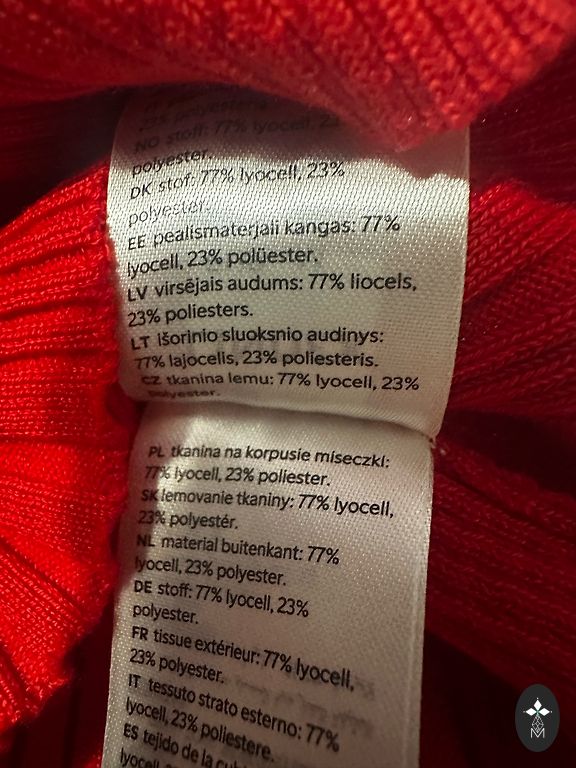 23% polyesteria
NO stoff: 77% lyocell, 23%
polyester.
DK stof: 77% lyocell, 23%
polyester.
EE pealismaterjali kangas: 77%
lyocell, 23% polüester.
LV virsējais audums: 77% liocels,
23% poliesters.
LT išorinio sluoksnio audinys:
77% lajocelis, 23% poliesteris.
CZ tkanina lemu: 77% lyocell, 23%
polyester.
PL tkanina na korpusie miseczki:
77% lyocell, 23% poliester.
SK lemovanie tkaniny: 77% lyocell,
23% polyestér.
NL material buitenkant: 77%
lyocell, 23% polyester.
DE stoff: 77% lyocell, 23%
polyester.
FR tissue extérieur: 77% lyocell,
23% polyester.
IT tessuto strato esterno: 77%
lyocell, 23% poliestere.
ES tejido de la
lyocell,
M